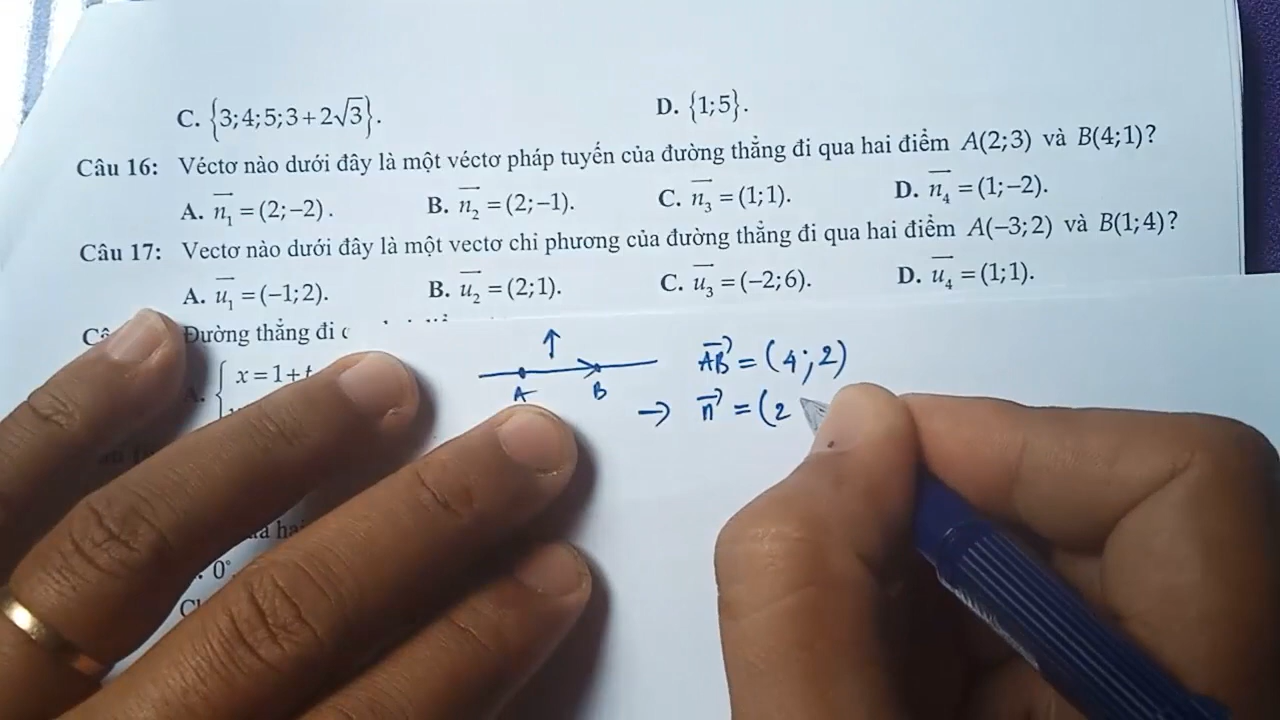 C. {3;4;5;3+2√3}. D. {1;5}.
Câu 16: Véctơ nào dưới đây là một véctơ pháp tuyến của đường thẳng đi qua hai điểm A(2;3) và B(4;1)?
A. n₁ = (2;−2). B. n₂ = (2;−1). C. n₃ = (1;1). D. n₄ = (1;−2).
Câu 17: Vectơ nào dưới đây là một vectơ chỉ phương của đường thẳng đi qua hai điểm A(−3;2) và B(1;4)?
A. u₁ = (−1;2). B. u₂ = (2;1). C. u₃ = (−2;6). D. u₄ = (1;1).
Đường thẳng đi
x = 1+t
A B
AB = (4;2)
→ n = (2
0°